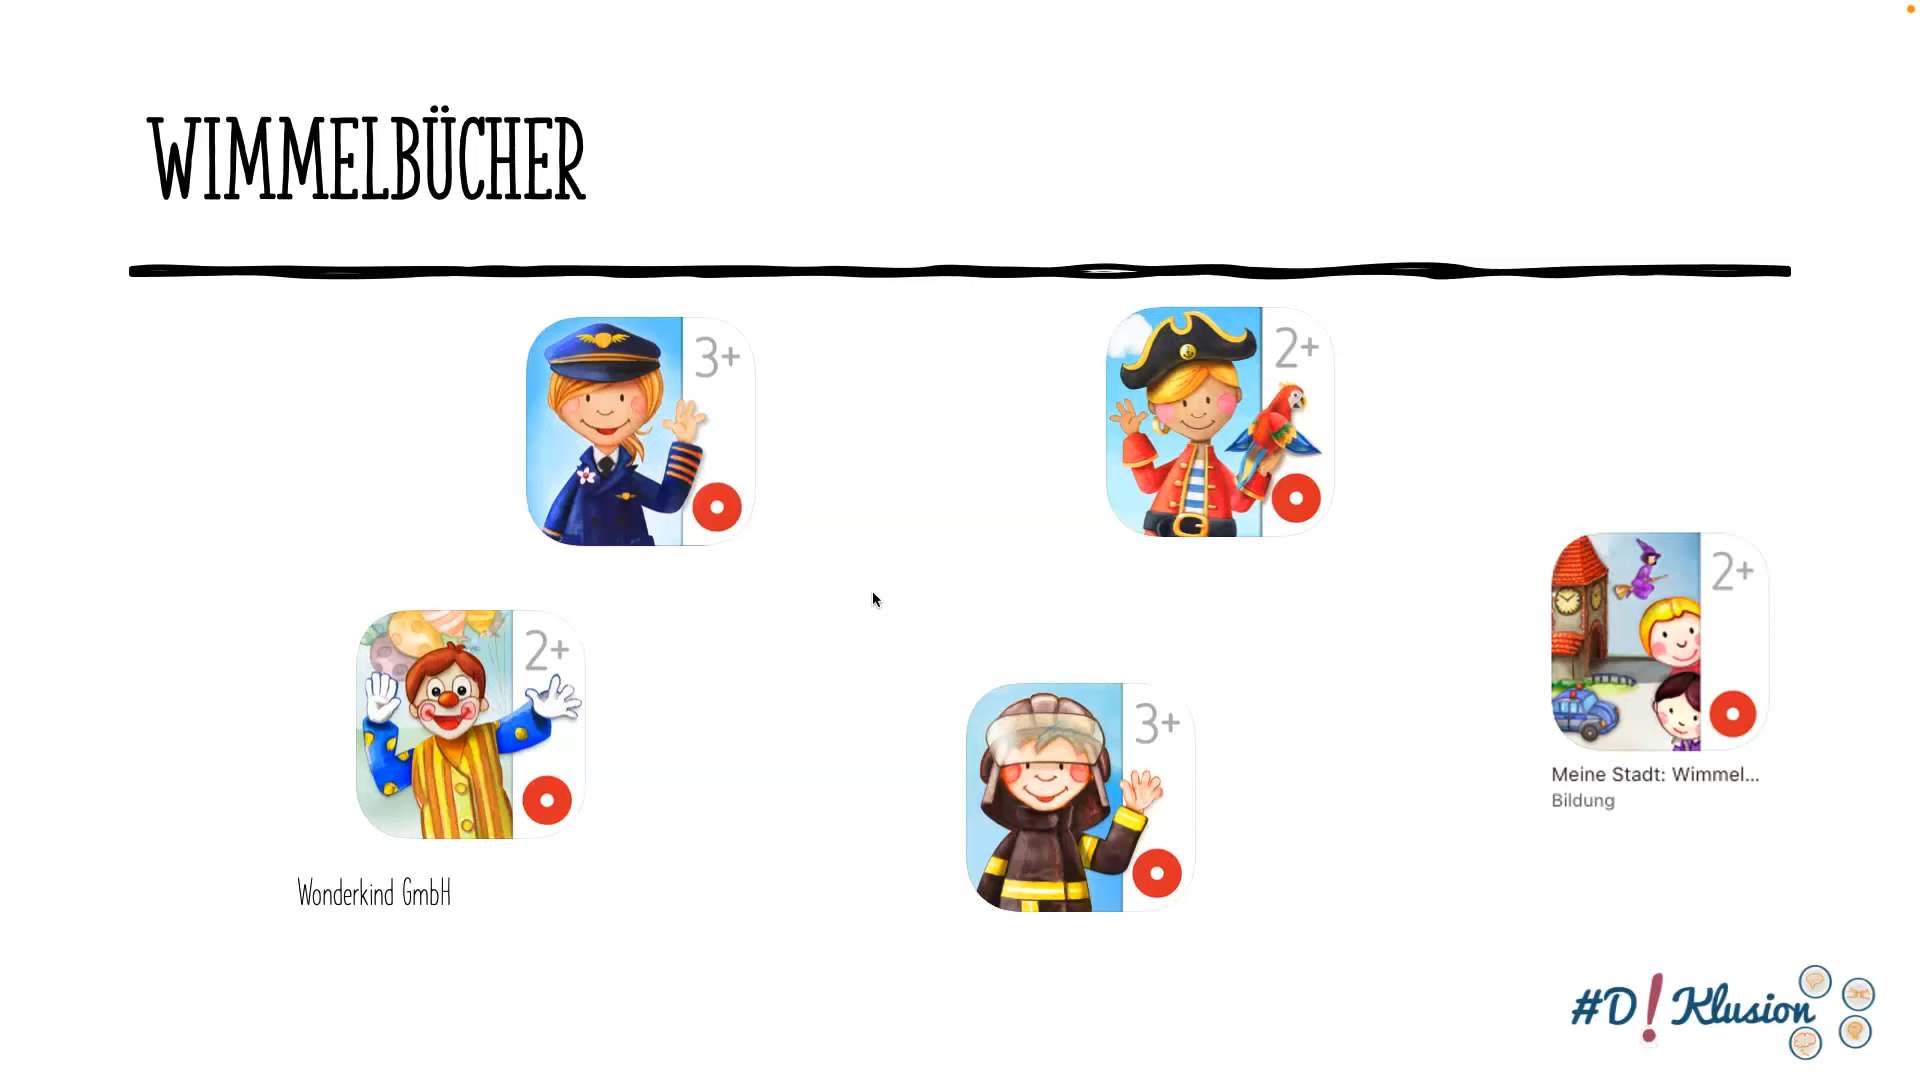 WIMMELBÜCHER
3+
2+
2+
2+
3+
Meine Stadt: Wimmel...
Bildung
Wonderkind GmbH
#D!Klusion